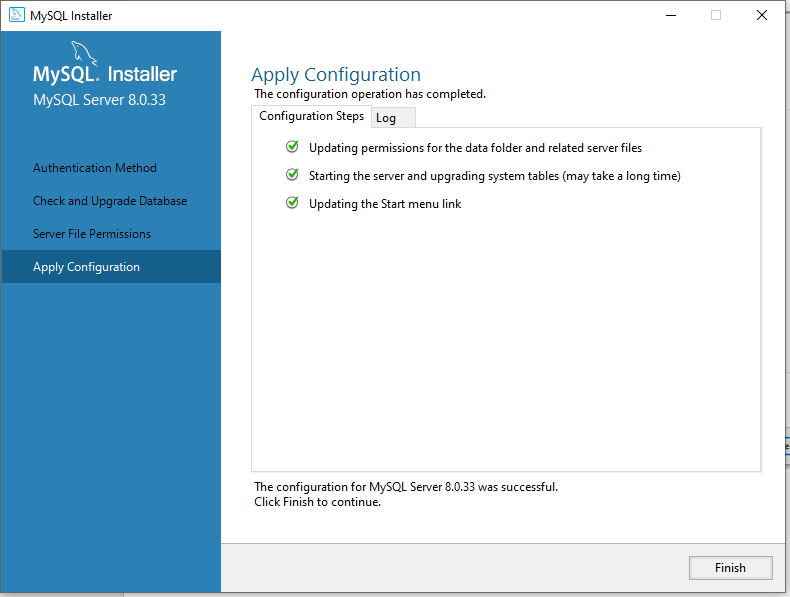 MySQL Installer
MySQL. Installer
MySQL Server 8.0.33
Authentication Method
Check and Upgrade Database
Server File Permissions
Apply Configuration
Apply Configuration
The configuration operation has completed.
Configuration Steps
Log
Updating permissions for the data folder and related server files
Starting the server and upgrading system tables (may take a long time)
Updating the Start menu link
The configuration for MySQL Server 8.0.33 was successful.
Click Finish to continue.
Finish